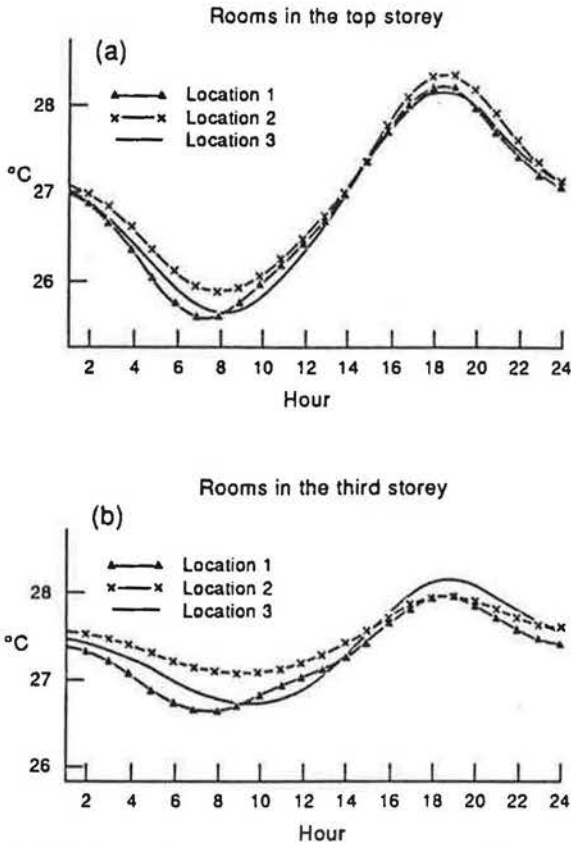 Rooms in the top storey
(a)
Location 1
Location 2
Location 3
28
°C
27
26
2 4 6 8 10 12 14 16 18 20 22 24
Hour
Rooms in the third storey
(b)
Location 1
Location 2
Location 3
28
°C
27
26
2 4 6 8 10 12 14 16 18 20 22 24
Hour